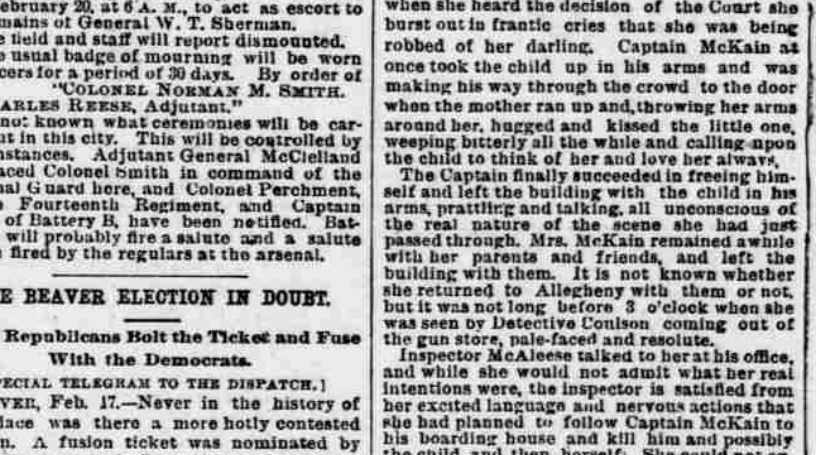 ebruary 20, at 6 A. M., to act as escort to
mains of General W. T. Sherman.
e field and staff will report dismounted.
e usual badge of mourning will be worn
cers for a period of 30 days. By order of
"COLONEL NORMAN M. SMITH.
ARLES REESE, Adjutant."
not known what ceremonies will be car-
ut in this city. This will be controlled by
nstances. Adjutant General McClelland
aced Colonel Smith in command of the
nal Guard here, and Colonel Perchment,
Fourteenth Regiment, and Captain
of Battery B, have been notified. Bat-
will probably fire a salute and a salute
fired by the regulars at the arsenal.
E BEAVER ELECTION IN DOUBT.
Republicans Bolt the Ticket and Fuse
With the Democrats.
PECIAL TELEGRAM TO THE DISPATCH.]
VER, Feb. 17.—Never in the history of
lace was there a more hotly contested
n. A fusion ticket was nominated by
when she heard the decision of the Court she
burst out in frantic cries that she was being
robbed of her darling. Captain McKain at
once took the child up in his arms and was
making his way through the crowd to the door
when the mother ran up and, throwing her arms
around her, hugged and kissed the little one,
weeping bitterly all the while and calling upon
the child to think of her and love her always.
The Captain finally succeeded in freeing him-
self and left the building with the child in his
arms, prattling and talking, all unconscious of
the real nature of the scene she had just
passed through. Mrs. McKain remained awhile
with her parents and friends, and left the
building with them. It is not known whether
she returned to Allegheny with them or not,
but it was not long before 3 o'clock when she
was seen by Detective Coulson coming out of
the gun store, pale-faced and resolute.
Inspector McAleese talked to her at his office,
and while she would not admit what her real
intentions were, the inspector is satisfied from
her excited language and nervous actions that
she had planned to follow Captain McKain to
his boarding house and kill him and possibly
the child and then herself. She could not